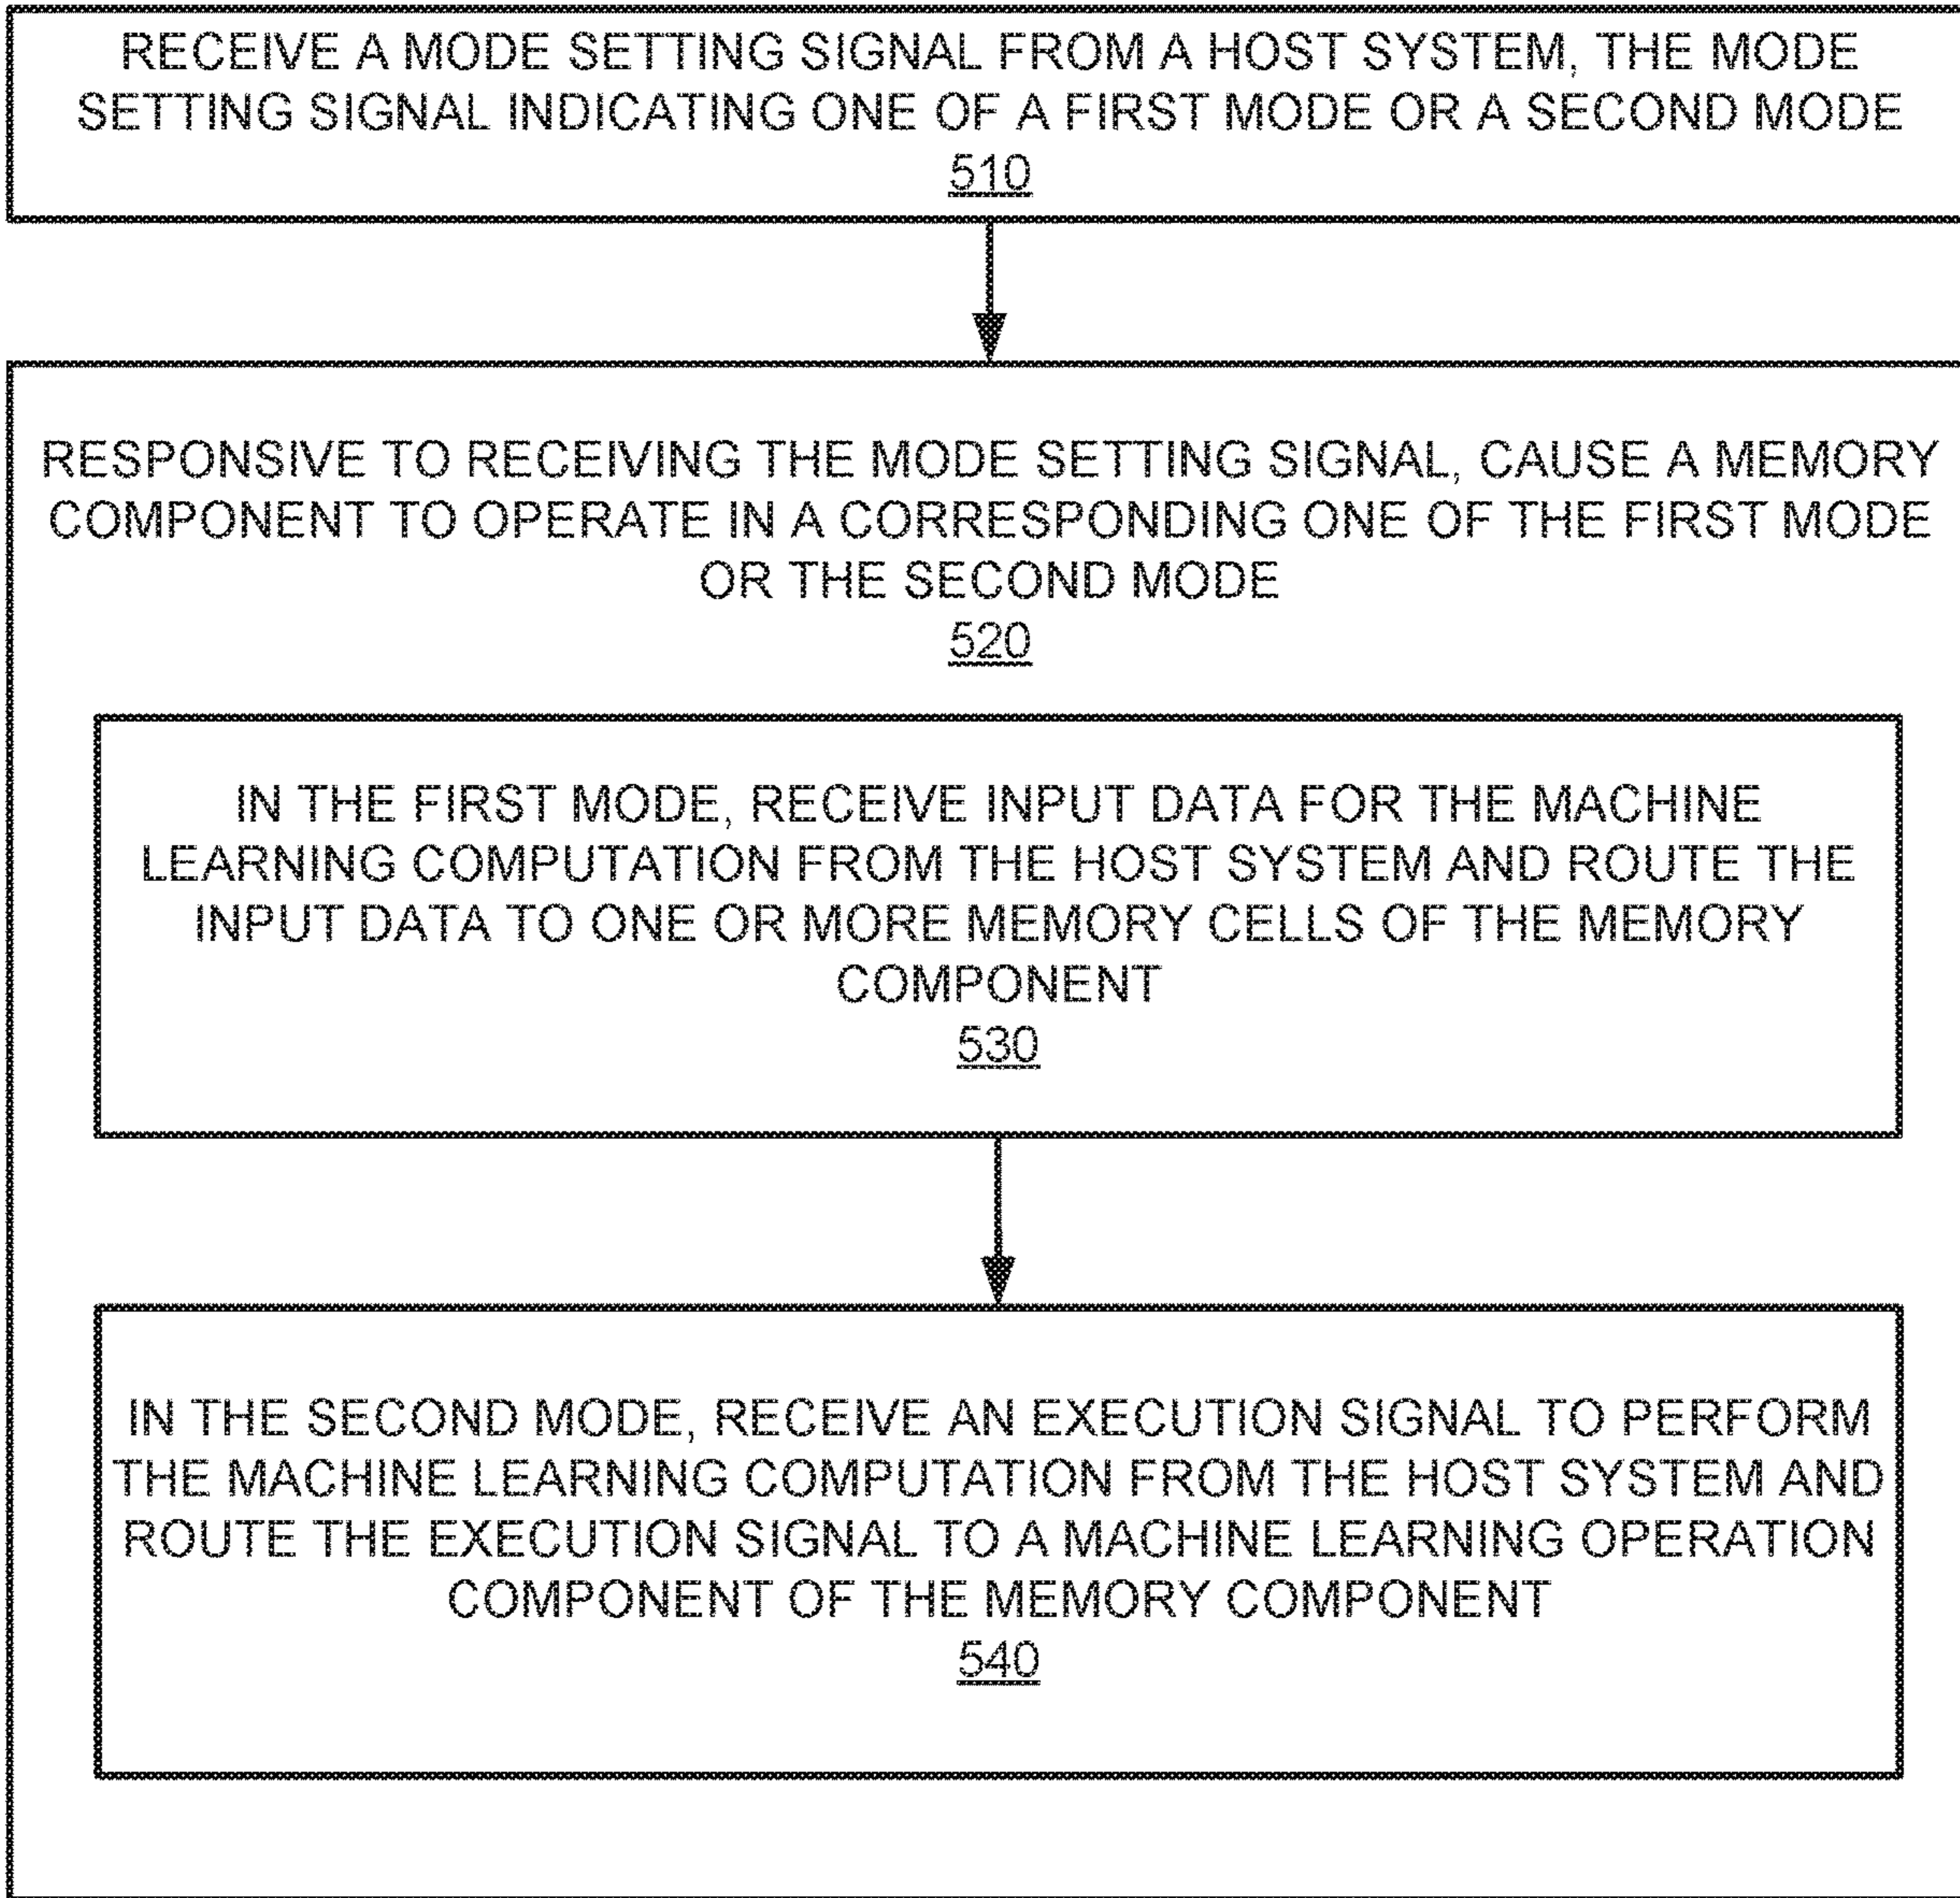 RECEIVE A MODE SETTING SIGNAL FROM A HOST SYSTEM, THE MODE
SETTING SIGNAL INDICATING ONE OF A FIRST MODE OR A SECOND MODE
510
RESPONSIVE TO RECEIVING THE MODE SETTING SIGNAL, CAUSE A MEMORY
COMPONENT TO OPERATE IN A CORRESPONDING ONE OF THE FIRST MODE
OR THE SECOND MODE
520
IN THE FIRST MODE, RECEIVE INPUT DATA FOR THE MACHINE
LEARNING COMPUTATION FROM THE HOST SYSTEM AND ROUTE THE
INPUT DATA TO ONE OR MORE MEMORY CELLS OF THE MEMORY
COMPONENT
530
IN THE SECOND MODE, RECEIVE AN EXECUTION SIGNAL TO PERFORM
THE MACHINE LEARNING COMPUTATION FROM THE HOST SYSTEM AND
ROUTE THE EXECUTION SIGNAL TO A MACHINE LEARNING OPERATION
COMPONENT OF THE MEMORY COMPONENT
540